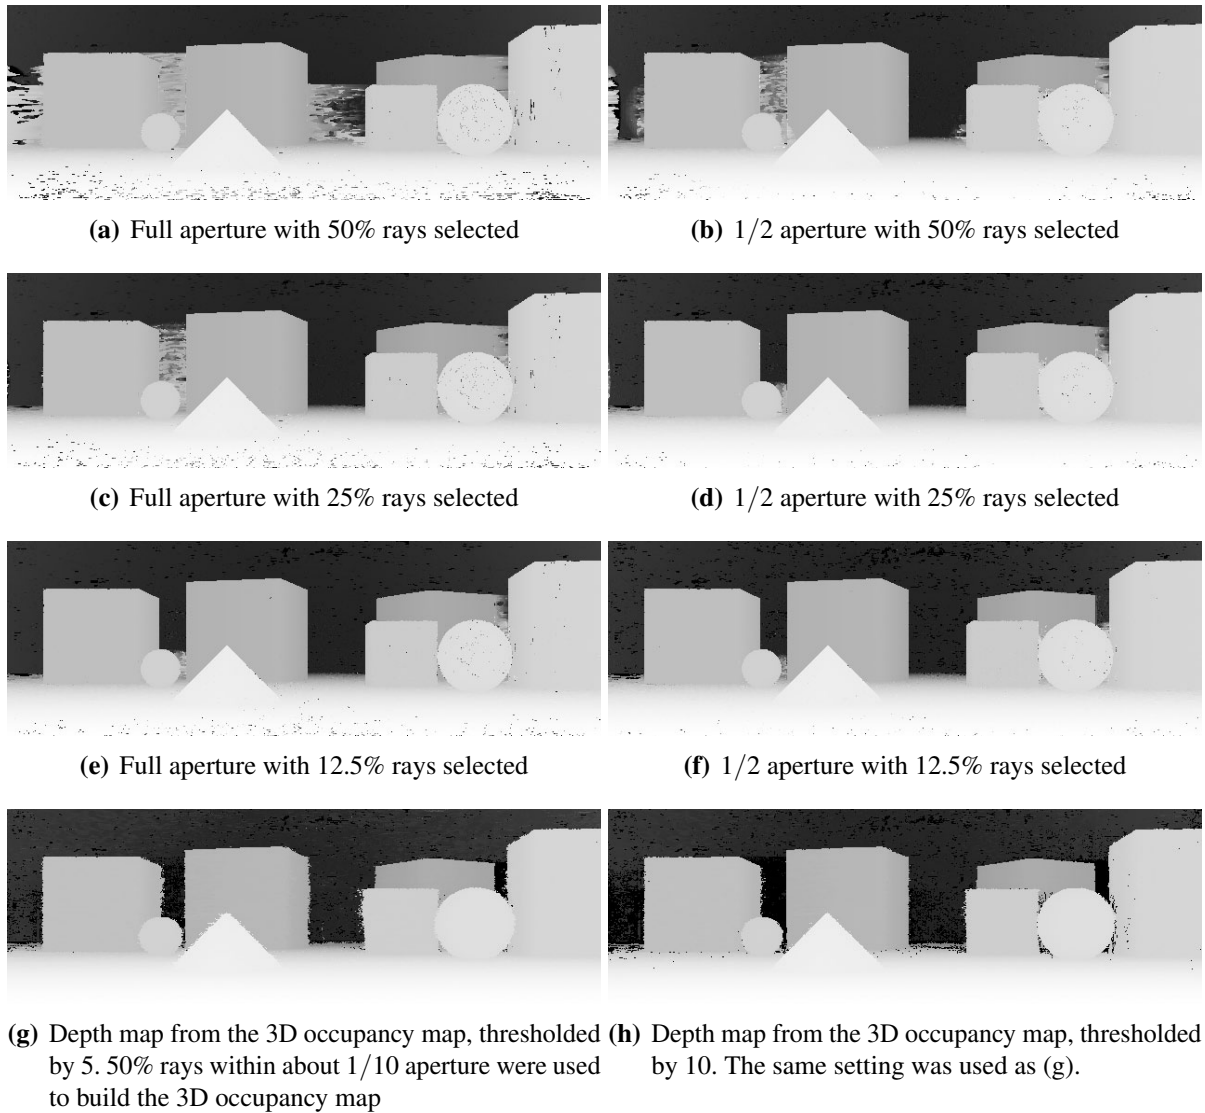 (a) Full aperture with 50% rays selected
(b) 1/2 aperture with 50% rays selected
(c) Full aperture with 25% rays selected
(d) 1/2 aperture with 25% rays selected
(e) Full aperture with 12.5% rays selected
(f) 1/2 aperture with 12.5% rays selected
(g) Depth map from the 3D occupancy map, thresholded
by 5. 50% rays within about 1/10 aperture were used
to build the 3D occupancy map
(h) Depth map from the 3D occupancy map, thresholded
by 10. The same setting was used as (g).